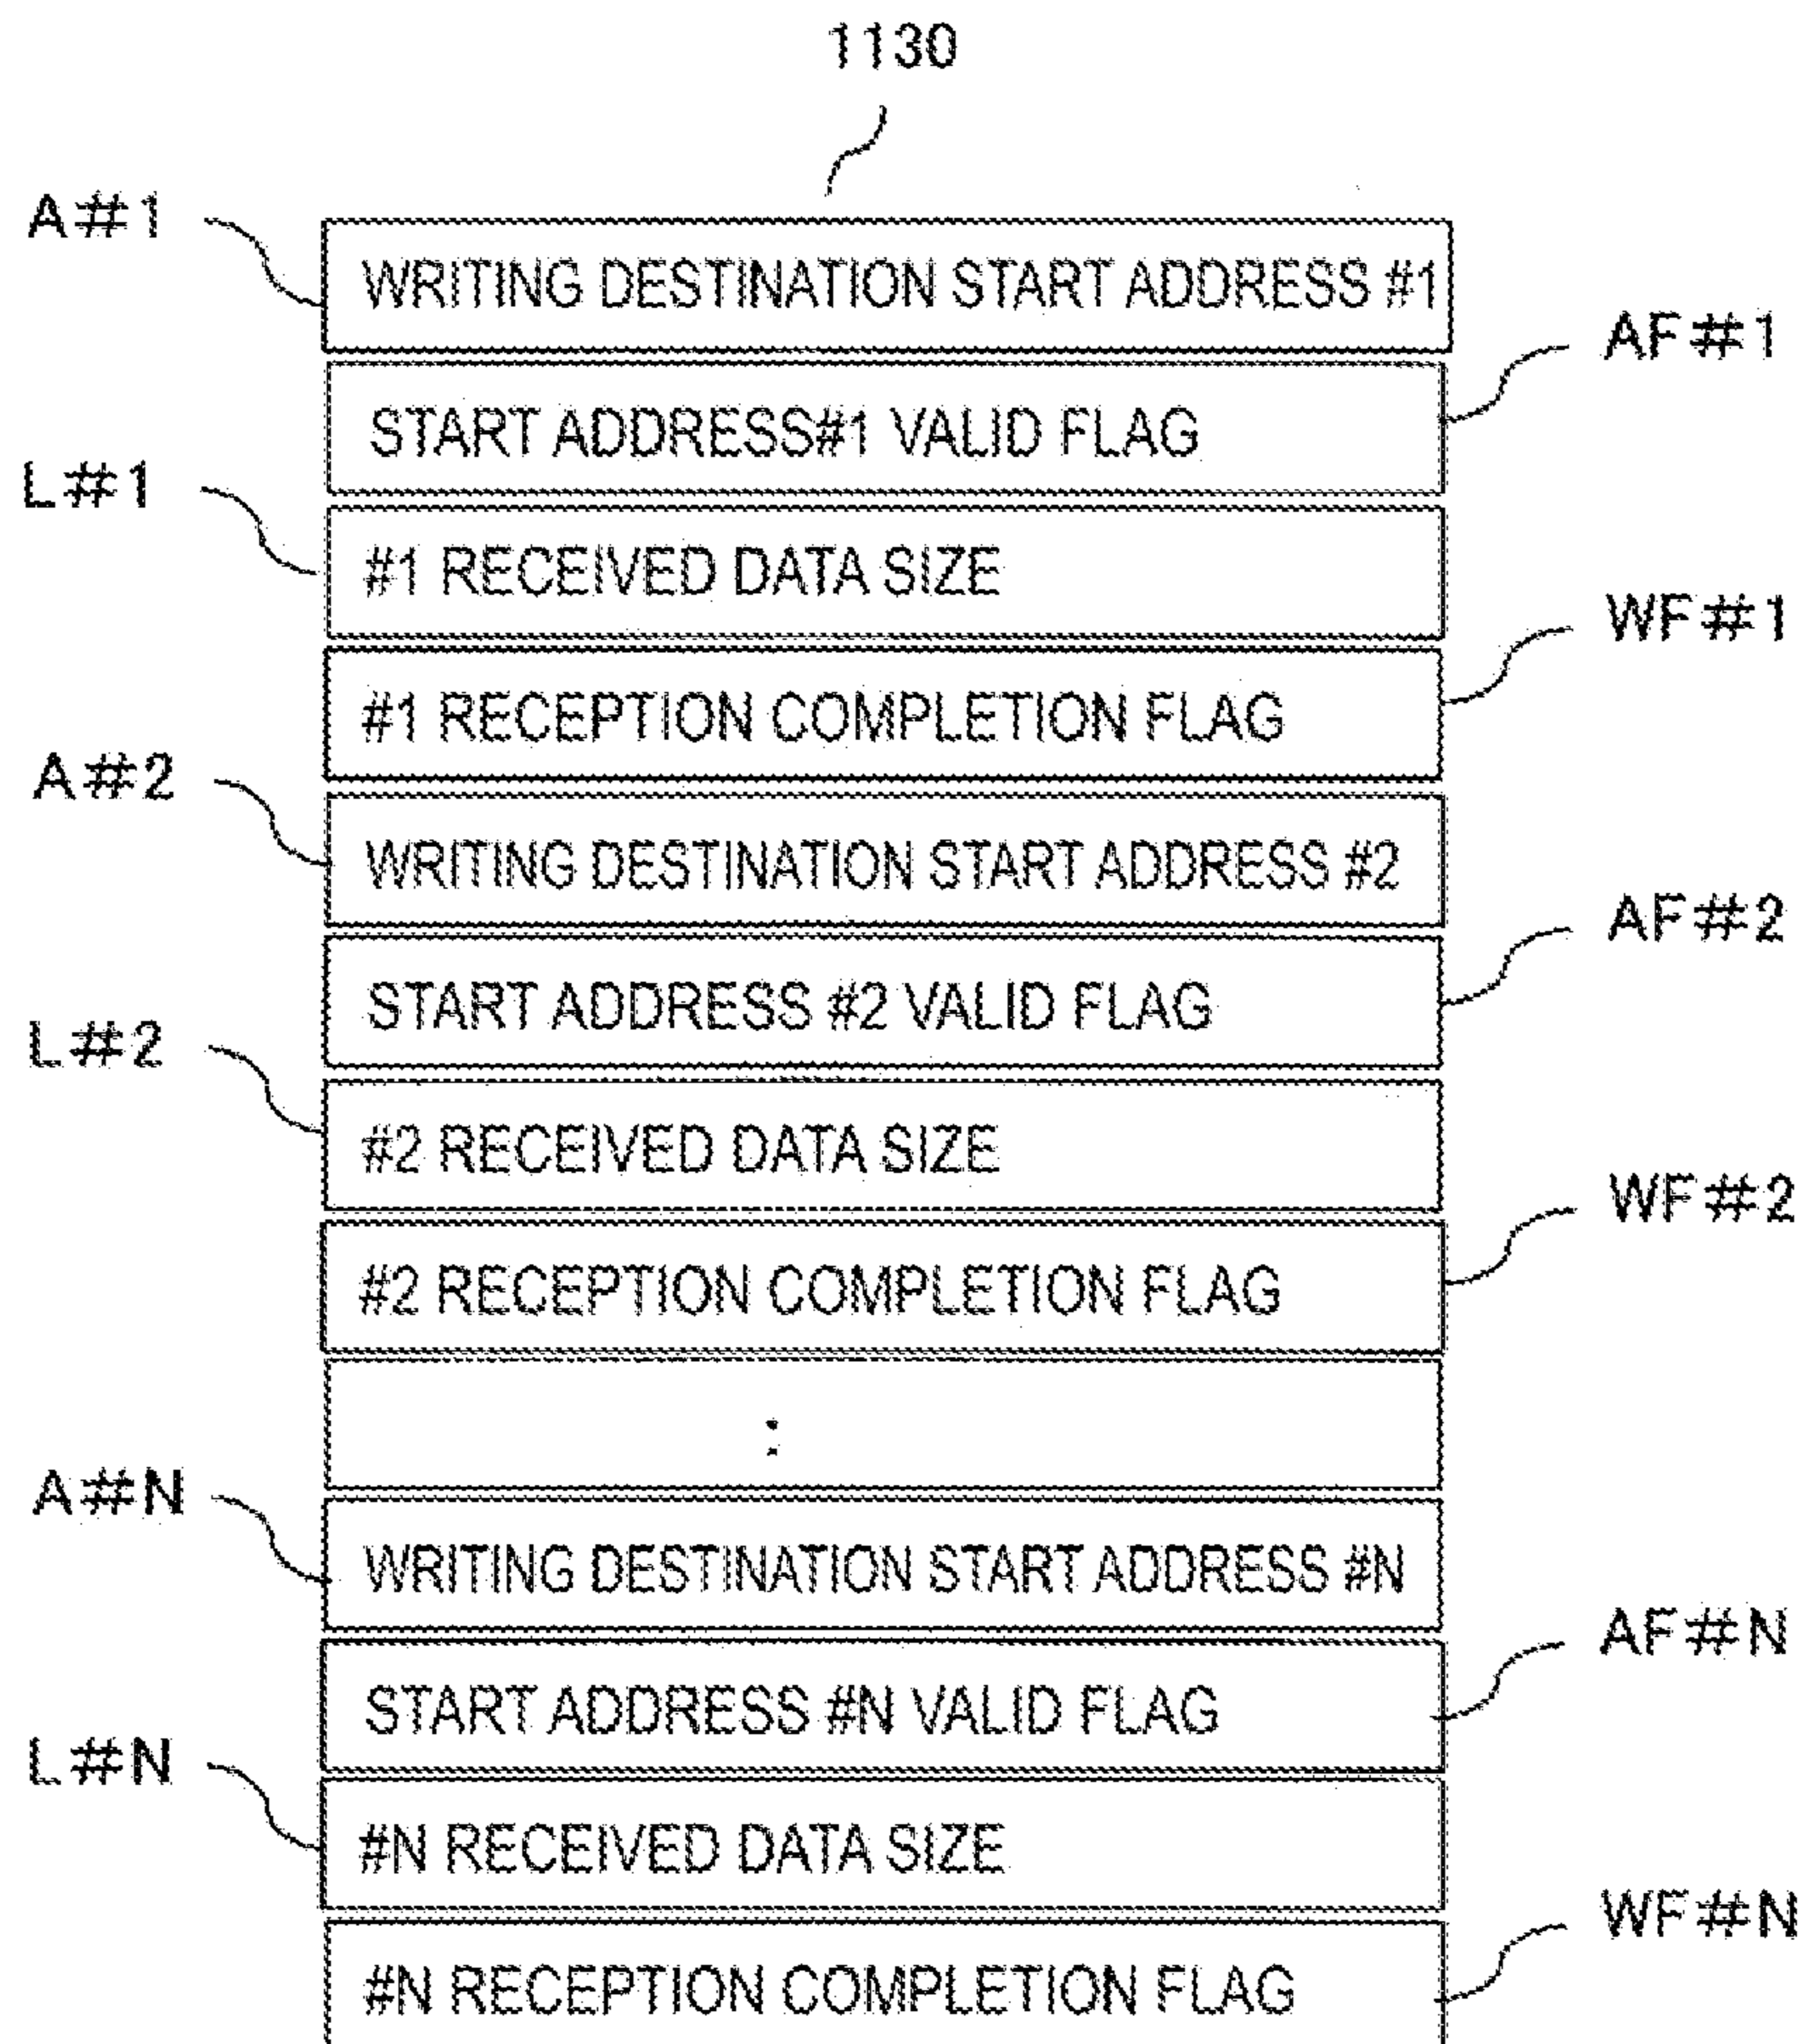 1130
A#1
WRITING DESTINATION START ADDRESS #1
AF#1
START ADDRESS#1 VALID FLAG
L#1
#1 RECEIVED DATA SIZE
WF#1
#1 RECEPTION COMPLETION FLAG
A#2
WRITING DESTINATION START ADDRESS #2
AF#2
START ADDRESS #2 VALID FLAG
L#2
#2 RECEIVED DATA SIZE
WF#2
#2 RECEPTION COMPLETION FLAG
:
A#N
WRITING DESTINATION START ADDRESS #N
AF#N
START ADDRESS #N VALID FLAG
L#N
#N RECEIVED DATA SIZE
WF#N
#N RECEPTION COMPLETION FLAG